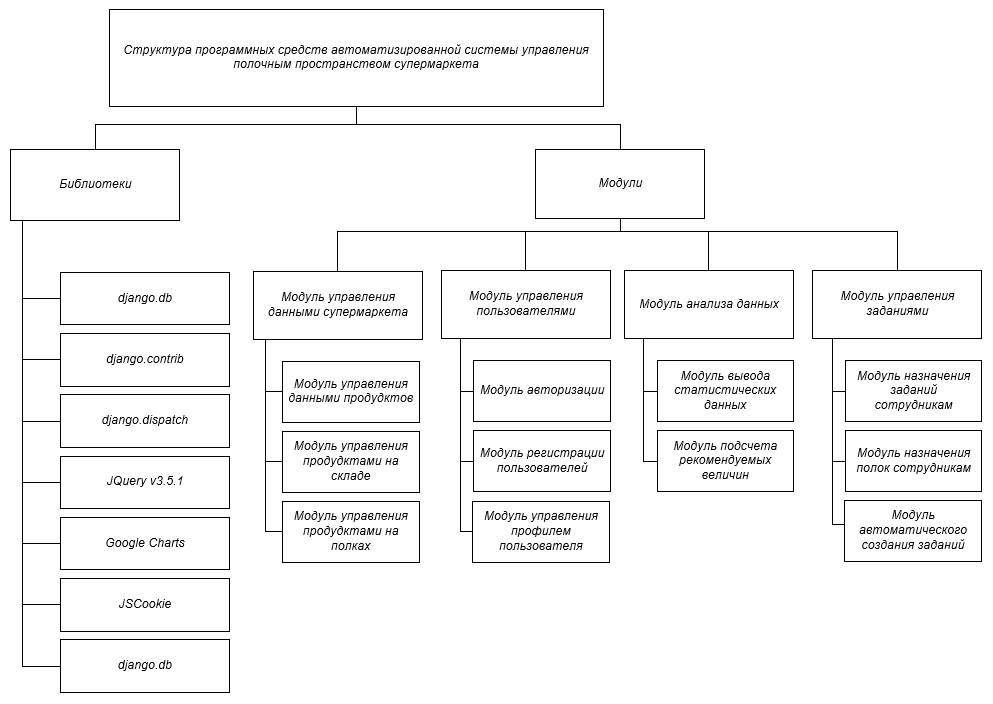 Структура программных средств автоматизированной системы управления
полочным пространством супермаркета
Библиотеки
Модули
django.db
django.contrib
django.dispatch
JQuery v3.5.1
Google Charts
JSCookie
django.db
Модуль управления
данными супермаркета
Модуль управления
данными продудктов
Модуль управления
продудктами на
складе
Модуль управления
продудктами на
полках
Модуль управления
пользователями
Модуль авторизации
Модуль регистрации
пользователей
Модуль управления
профилем
пользователя
Модуль анализа данных
Модуль вывода
статистических
данных
Модуль подсчета
рекомендуемых
величин
Модуль управления
заданиями
Модуль назначения
заданий
сотрудникам
Модуль назначения
полок сотрудникам
Модуль
автоматического
создания заданий